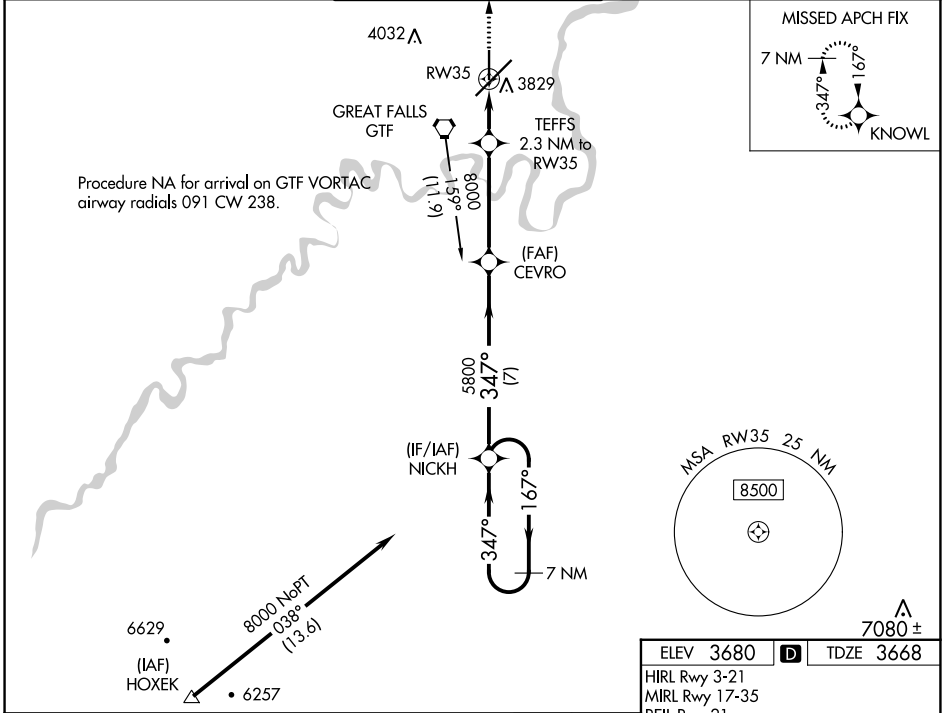 4032
RW35
3829
MISSED APCH FIX
7 NM
347°
167°
KNOWL
GREAT FALLS
GTF
TEFFS
2.3 NM to
RW35
Procedure NA for arrival on GTF VORTAC
airway radials 091 CW 238.
8000
159°
(11.9)
(FAF)
CEVRO
5800
347°
(7)
(IF/IAF)
NICKH
347°
167°
7 NM
MSA RW35 25 NM
8500
8000 NoPT
038°
(13.6)
6629
(IAF)
HOXEK
6257
7080 ±
ELEV 3680 D TDZE 3668
HIRL Rwy 3-21
MIRL Rwy 17-35